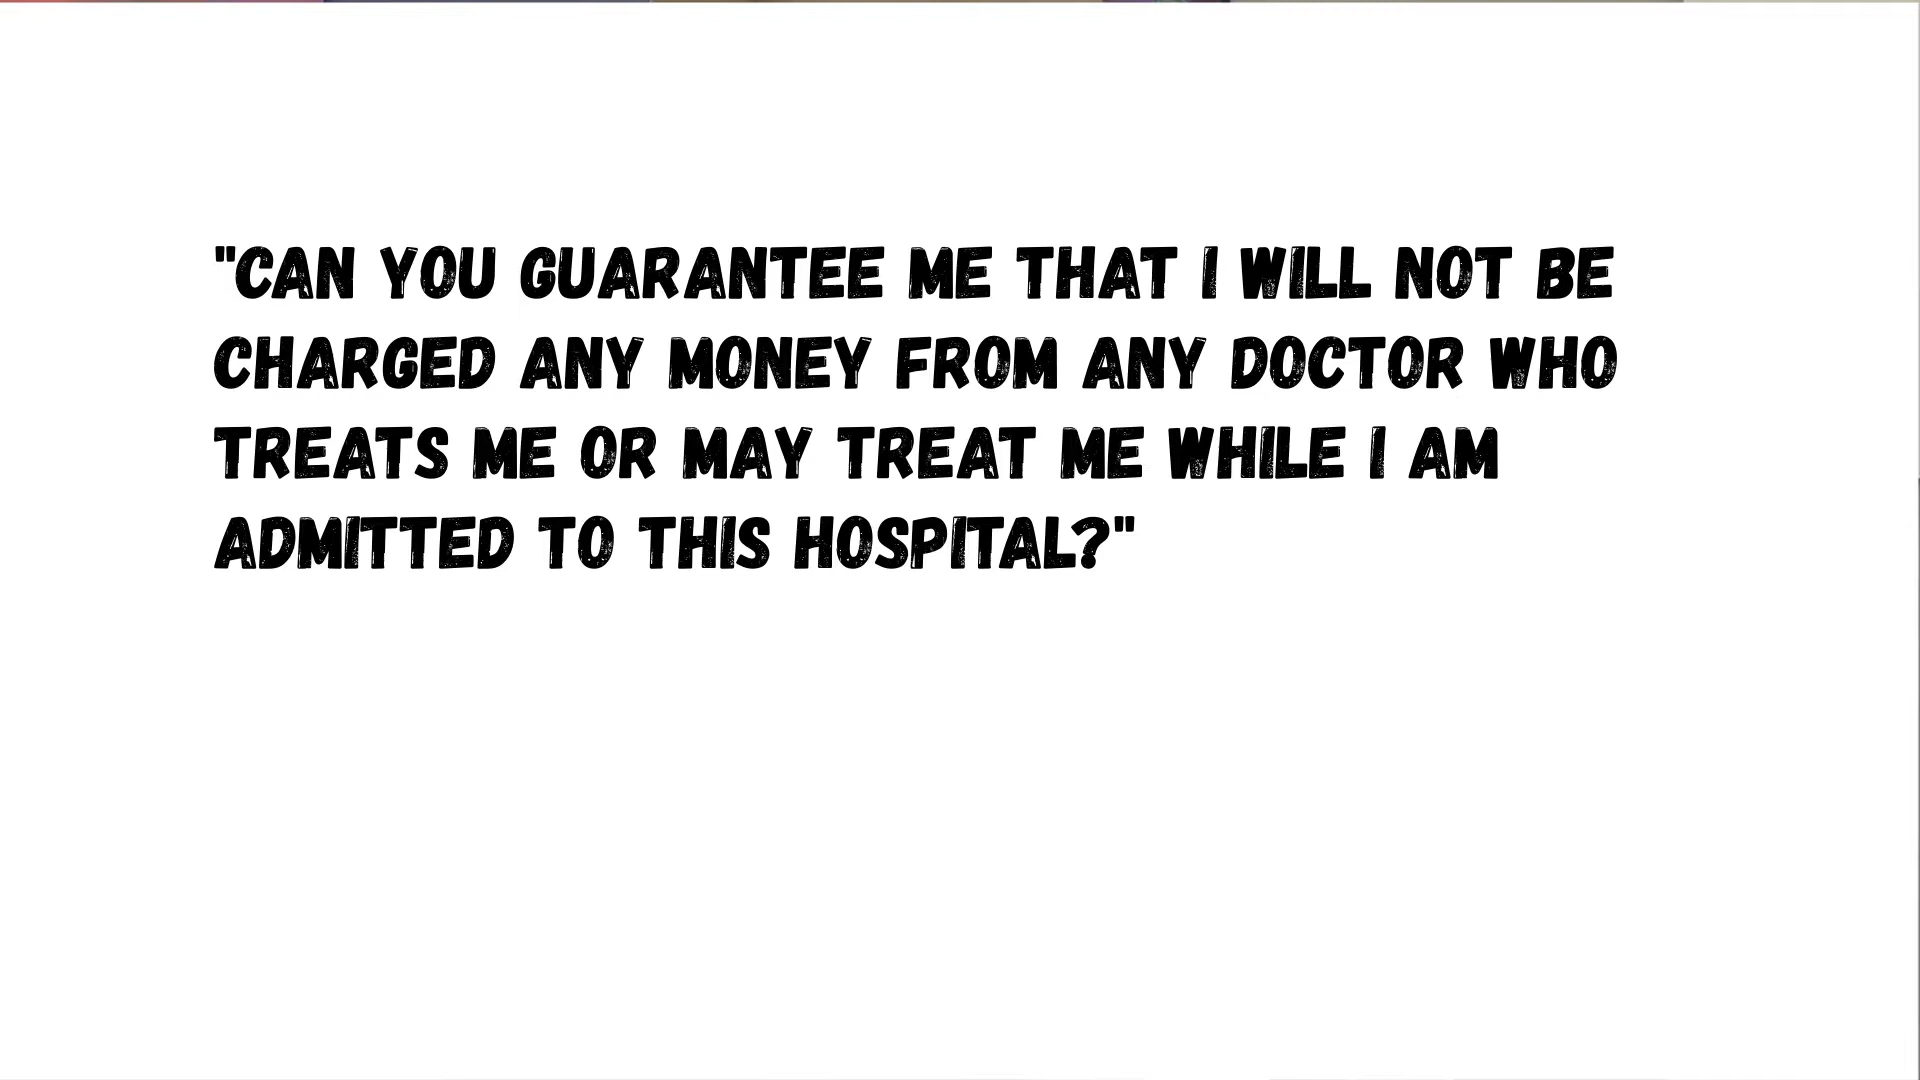 "CAN YOU GUARANTEE ME THAT I WILL NOT BE
CHARGED ANY MONEY FROM ANY DOCTOR WHO
TREATS ME OR MAY TREAT ME WHILE I AM
ADMITTED TO THIS HOSPITAL?"